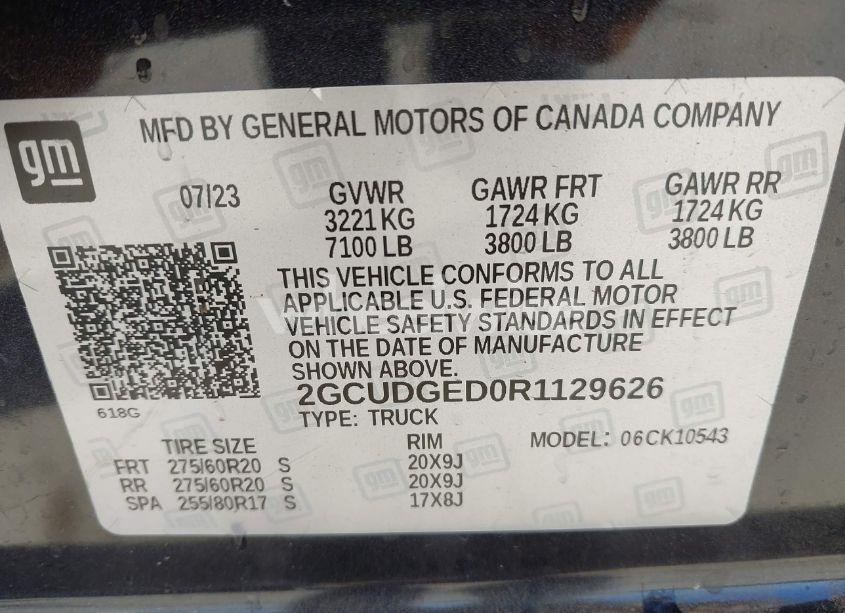 gm
MFD BY GENERAL MOTORS OF CANADA COMPANY
07/23 GVWR GAWR FRT GAWR RR
3221 KG 1724 KG 1724 KG
7100 LB 3800 LB 3800 LB
THIS VEHICLE CONFORMS TO ALL
APPLICABLE U.S. FEDERAL MOTOR
VEHICLE SAFETY STANDARDS IN EFFECT
ON THE DATE OF MANUFACTURE
SHOWN ABOVE.
2GCUDGED0R1129626
618G TYPE: TRUCK
TIRE SIZE RIM MODEL: 06CK10543
FRT 275/60R20 S 20X9J
RR 275/60R20 S 20X9J
SPA 255/80R17 S 17X8J